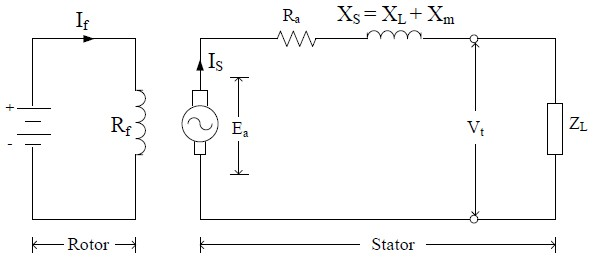 I_f
R_a
X_S = X_L + X_m
I_S
+
-
R_f
E_a
V_t
Z_L
Rotor
Stator